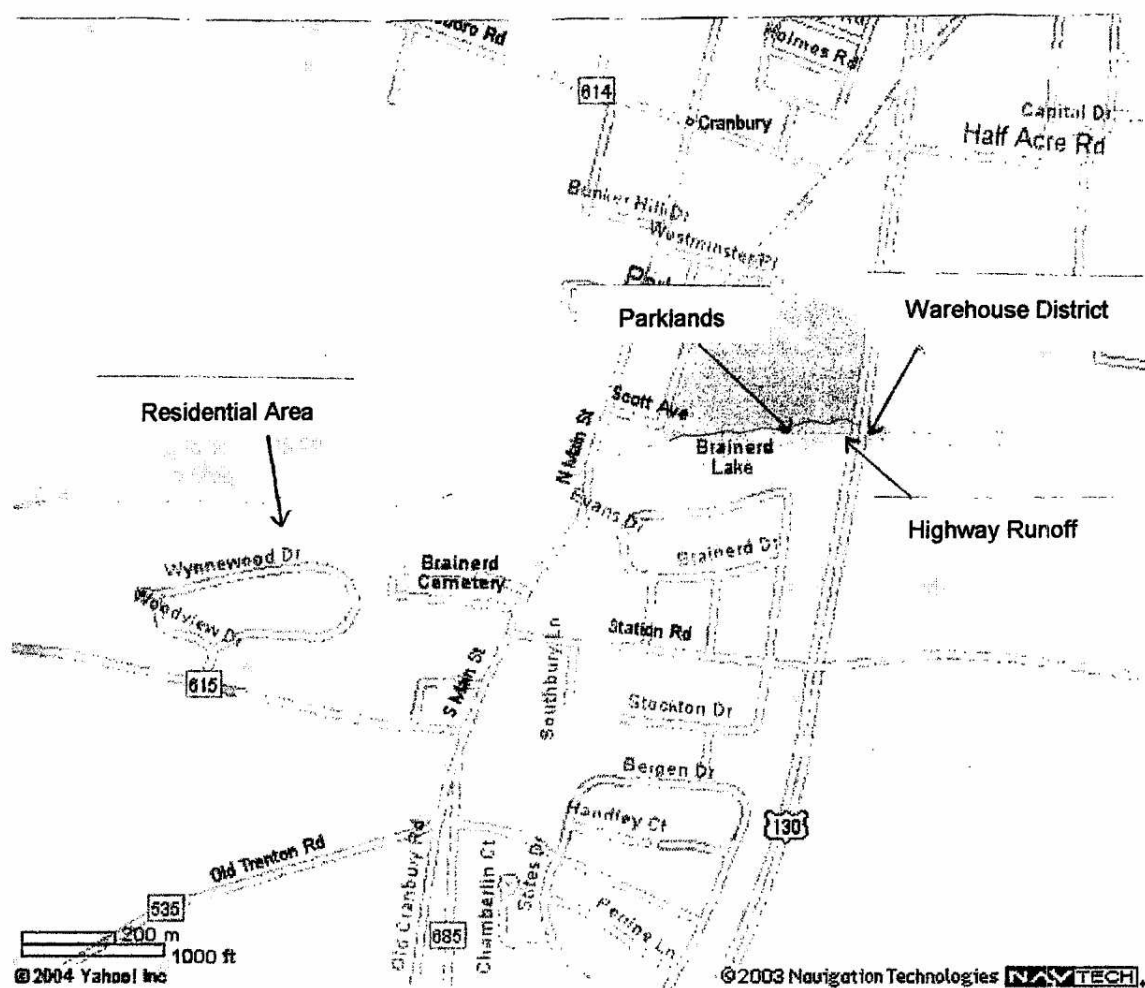 Rd
614
Holmes Rd
Cranbury
Capital Dr
Half Acre Rd
Bunker Hill Dr
Westminster Pl
Parklands
Warehouse District
Residential Area
Scott Ave
N Main St
Brainerd
Lake
Evans Dr
Highway Runoff
Wynnewood Dr
Brainerd
Cemetery
Brainerd Dr
Woodview Dr
Station Rd
615
S Main St
Southbury Ln
Stockton Dr
Bergen Dr
Handley Ct
130
Old Trenton Rd
Old Cranbury Rd
Chamberlin Ct
Sites Dr
Perrine Ln
535
685
200 m
1000 ft
©2004 Yahoo! Inc
©2003 Navigation Technologies NAVTECH.